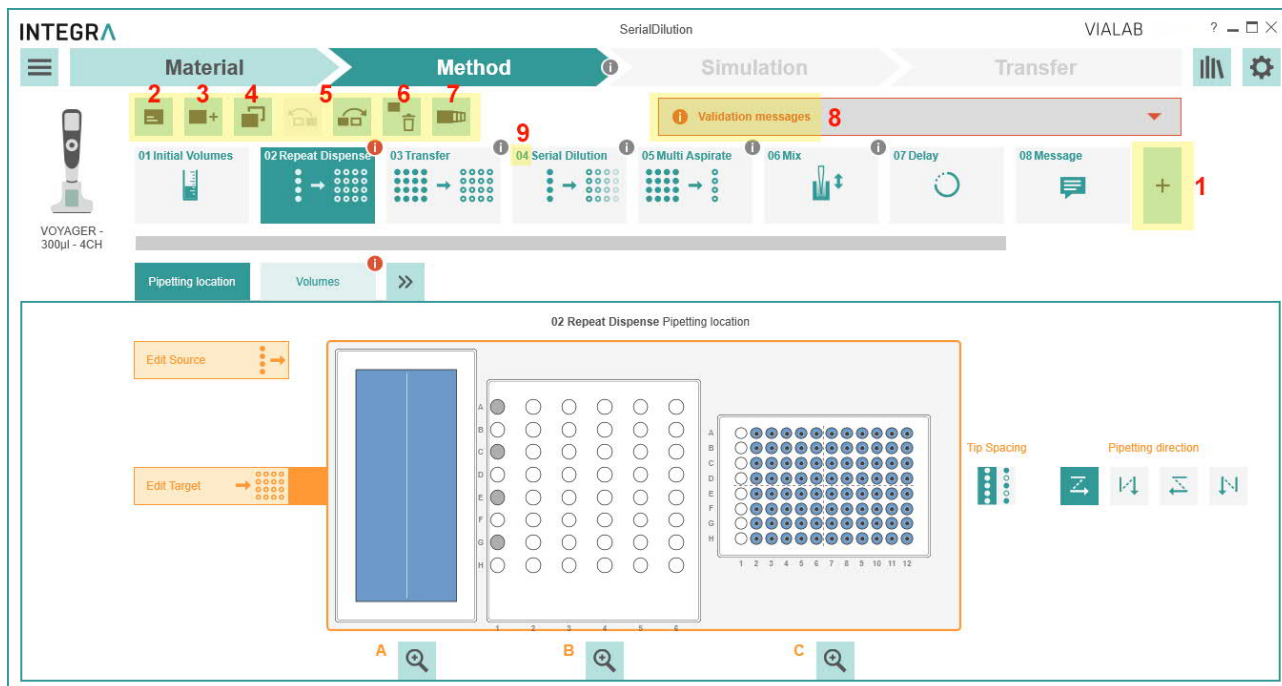 INTEGRA
SerialDilution
VIALAB
?
Material
Method
i
Simulation
Transfer
2
3
4
5
6
7
i Validation messages
8
9
01 Initial Volumes
02 Repeat Dispense
i
03 Transfer
i
04 Serial Dilution
i
05 Multi Aspirate
i
06 Mix
i
07 Delay
08 Message
+
1
VOYAGER -
300µl - 4CH
Pipetting location
Volumes
i
02 Repeat Dispense Pipetting location
Edit Source
Edit Target
A
B
C
D
E
F
G
H
1 2 3 4 5 6
A
B
C
D
E
F
G
H
1 2 3 4 5 6 7 8 9 10 11 12
Tip Spacing
Pipetting direction
A
B
C